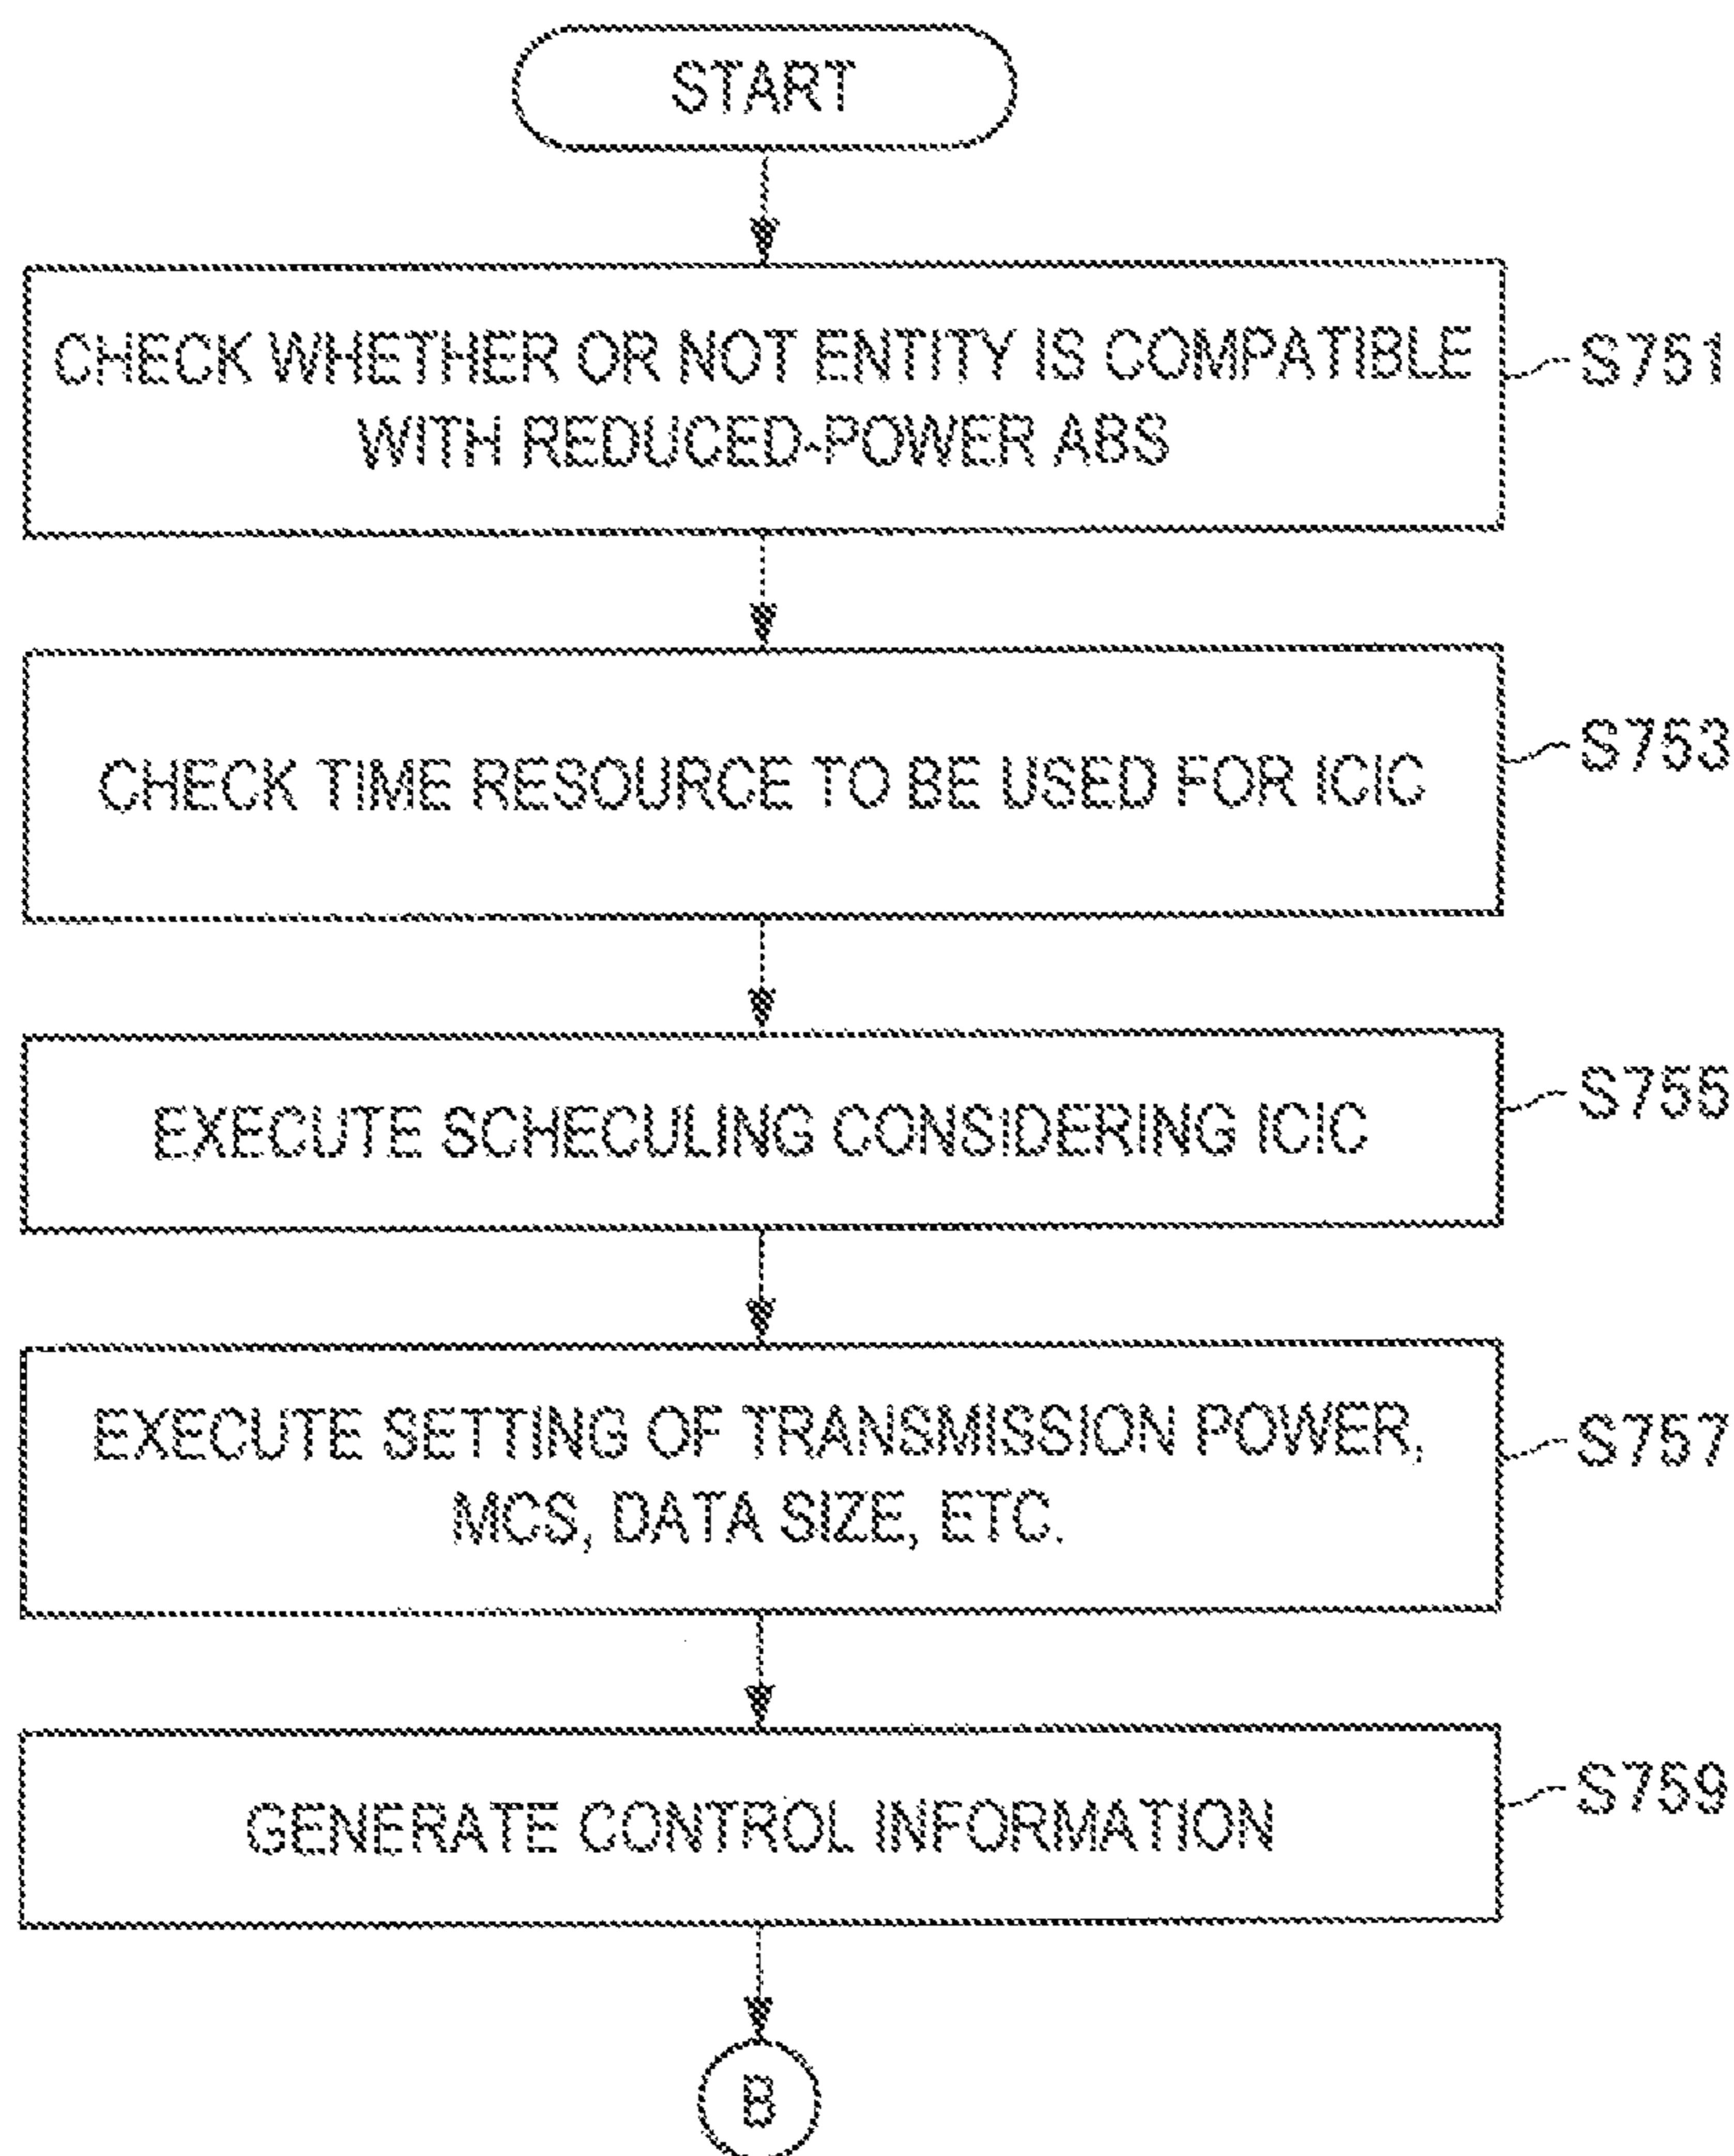 START
CHECK WHETHER OR NOT ENTITY IS COMPATIBLE
WITH REDUCED-POWER ABS
S751
CHECK TIME RESOURCE TO BE USED FOR ICIC
S753
EXECUTE SCHECULING CONSIDERING ICIC
S755
EXECUTE SETTING OF TRANSMISSION POWER,
MCS, DATA SIZE, ETC.
S757
GENERATE CONTROL INFORMATION
S759
B